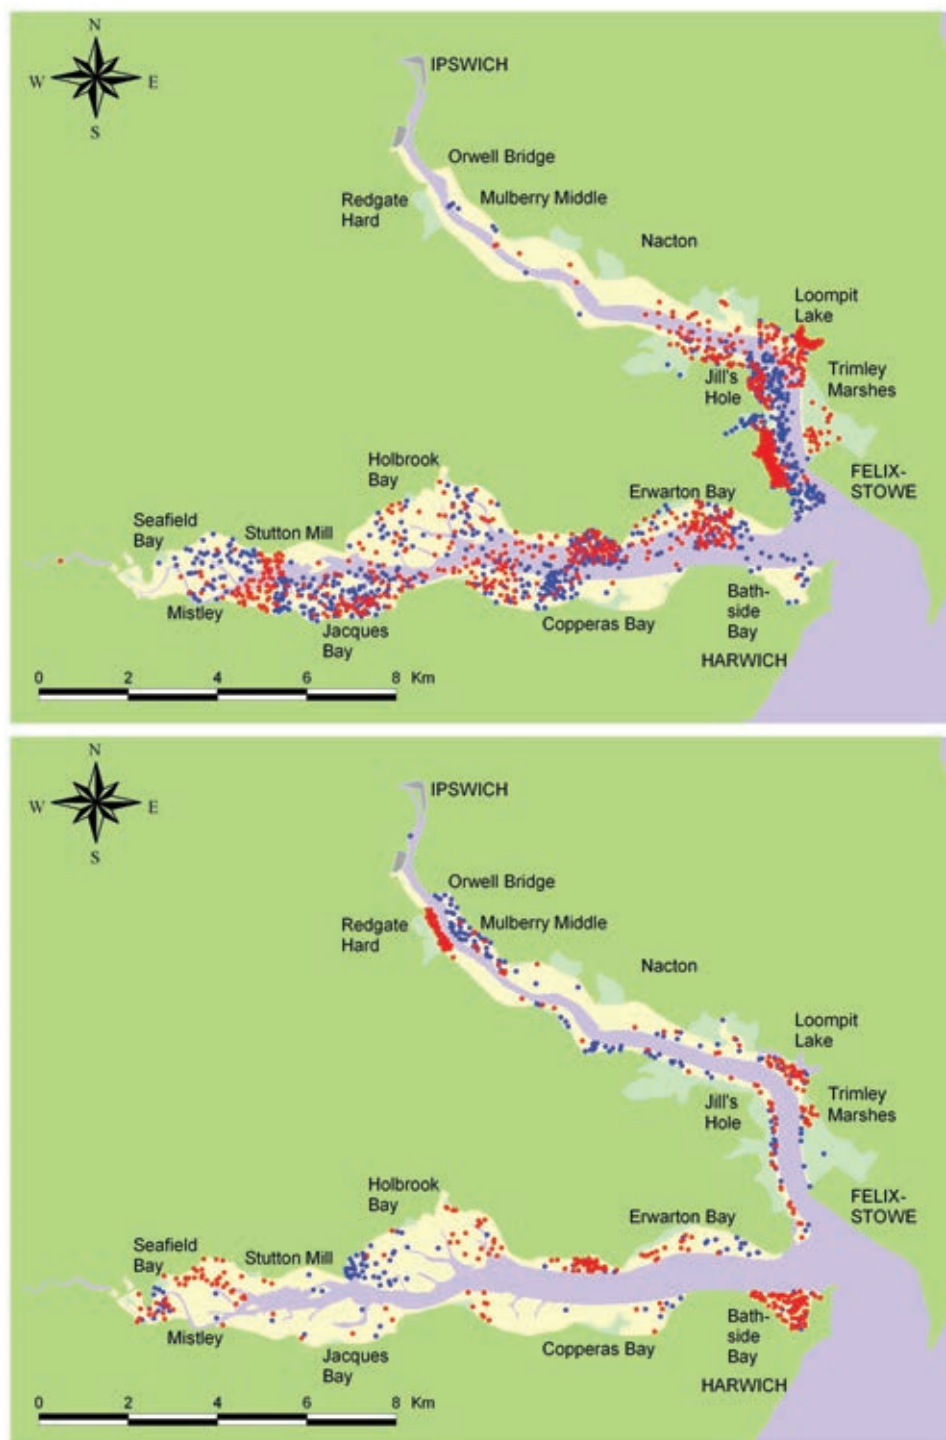 N
W E
S
IPSWICH
Orwell Bridge
Redgate
Hard
Mulberry Middle
Nacton
Loompit
Lake
Jill's
Hole
Trimley
Marshes
Holbrook
Bay
FELIX-
STOWE
Erwarton Bay
Seafield
Bay
Stutton Mill
Mistley
Jacques
Bay
Copperas Bay
Bath-
side
Bay
HARWICH
0 2 4 6 8 Km
N
W E
S
IPSWICH
Orwell Bridge
Redgate
Hard
Mulberry Middle
Nacton
Loompit
Lake
Jill's
Hole
Trimley
Marshes
Holbrook
Bay
FELIX-
STOWE
Erwarton Bay
Seafield
Bay
Stutton Mill
Mistley
Jacques
Bay
Copperas Bay
Bath-
side
Bay
HARWICH
0 2 4 6 8 Km